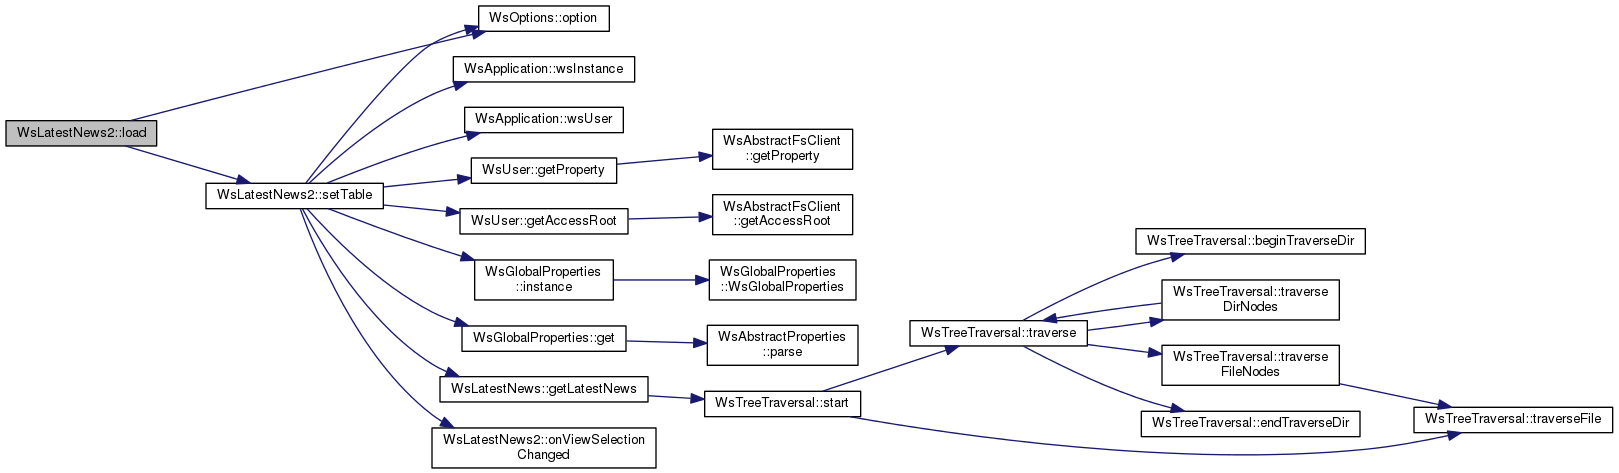 WsLatestNews2::load
WsOptions::option
WsLatestNews2::setTable
WsApplication::wsInstance
WsApplication::wsUser
WsUser::getProperty
WsAbstractFsClient
::getProperty
WsUser::getAccessRoot
WsAbstractFsClient
::getAccessRoot
WsGlobalProperties
::instance
WsGlobalProperties
::WsGlobalProperties
WsGlobalProperties::get
WsAbstractProperties
::parse
WsLatestNews::getLatestNews
WsTreeTraversal::start
WsTreeTraversal::traverse
WsTreeTraversal::beginTraverseDir
WsTreeTraversal::traverse
DirNodes
WsTreeTraversal::traverse
FileNodes
WsTreeTraversal::endTraverseDir
WsTreeTraversal::traverseFile
WsLatestNews2::onViewSelection
Changed